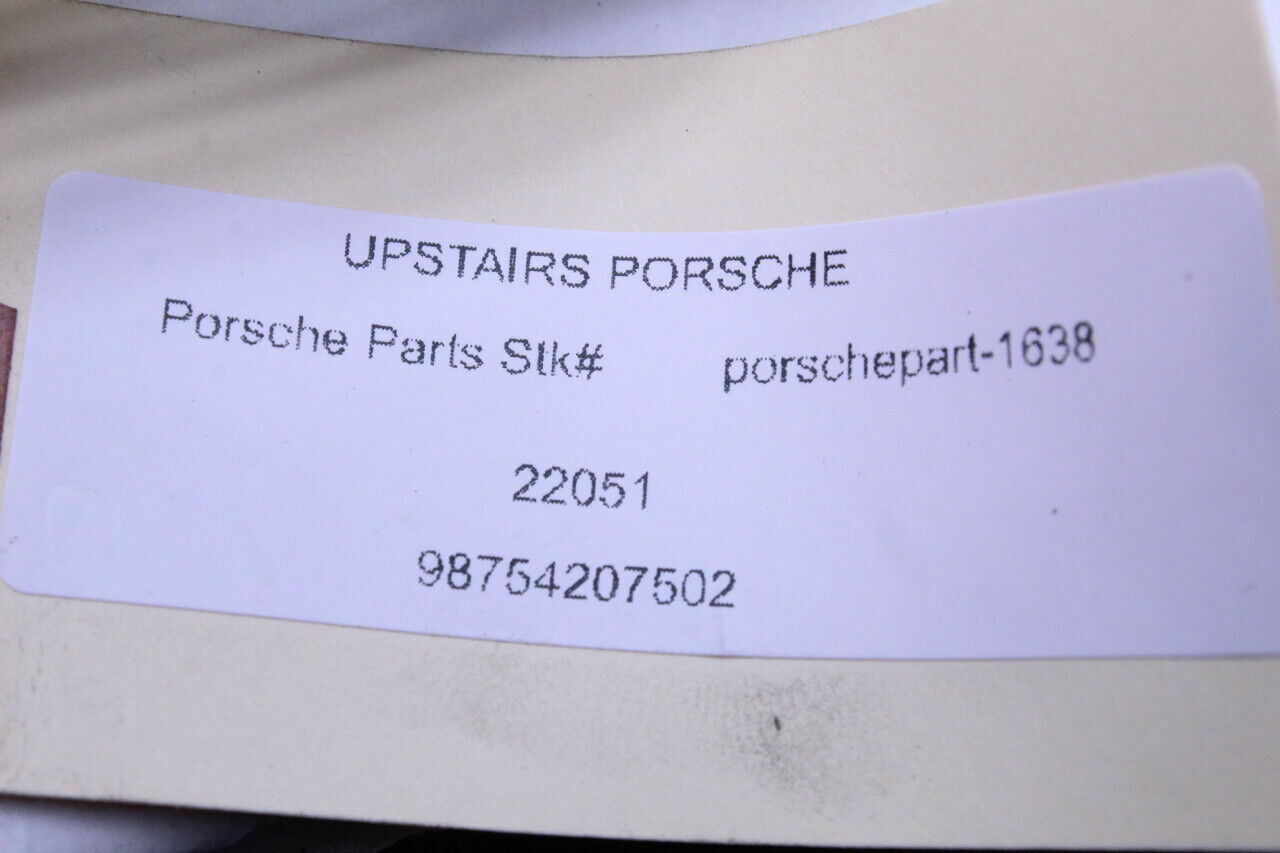 UPSTAIRS PORSCHE
Porsche Parts Stk# porschepart-1638
22051
98754207502